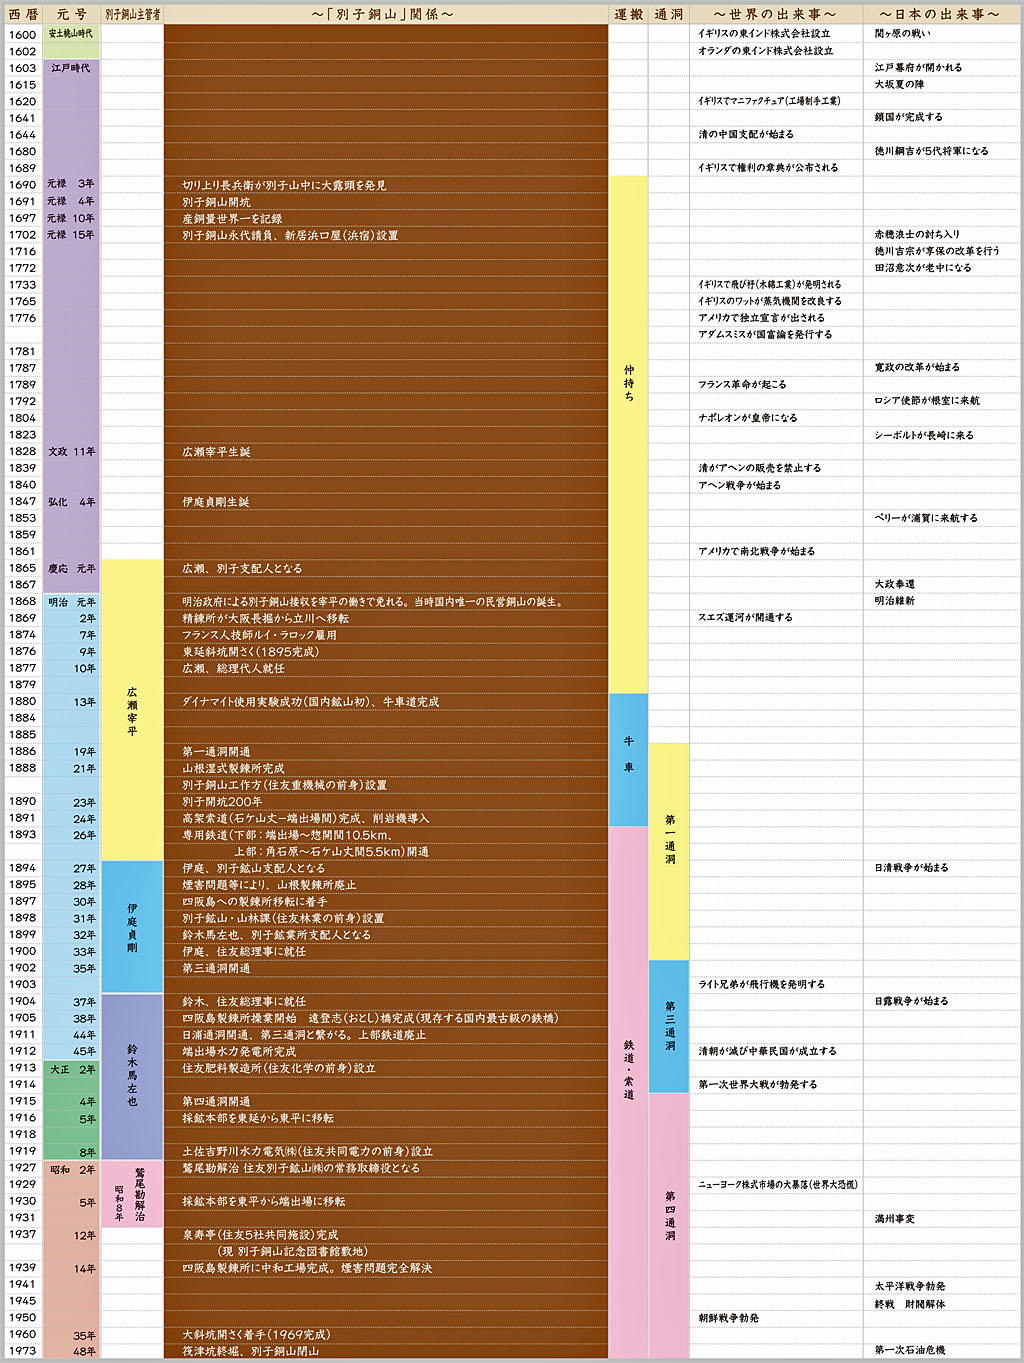 西暦 元号 別子銅山主管者 ～「別子銅山」関係～ 運搬 通洞 ～世界の出来事～ ～日本の出来事～
1600 安土桃山時代 イギリスの東インド株式会社設立 関ヶ原の戦い
1602 オランダの東インド株式会社設立
1603 江戸時代 江戸幕府が開かれる
1615 大坂夏の陣
1620 イギリスでマニファクチュア(工場制手工業)
1641 鎖国が完成する
1644 清の中国支配が始まる
1680 徳川綱吉が5代将軍になる
1689 イギリスで権利の章典が公布される
1690 元禄 3年 切り上り長兵衛が別子山中に大露頭を発見
1691 元禄 4年 別子銅山開坑
1697 元禄 10年 産銅量世界一を記録
1702 元禄 15年 別子銅山永代請負、新居浜口屋(浜宿)設置 赤穂浪士の討ち入り
1716 徳川吉宗が享保の改革を行う
1772 田沼意次が老中になる
1733 イギリスで飛び杼(木綿工業)が発明される
1765 イギリスのワットが蒸気機関を改良する
1776 アメリカで独立宣言が出される
アダムスミスが国富論を発行する
1781
1787 寛政の改革が始まる
仲持ち
1789 フランス革命が起こる
1792 ロシア使節が根室に来航
1804 ナポレオンが皇帝になる
1823 シーボルトが長崎に来る
1828 文政 11年 広瀬宰平生誕
1839 清がアヘンの販売を禁止する
1840 アヘン戦争が始まる
1847 弘化 4年 伊庭貞剛生誕
1853 ペリーが浦賀に来航する
1859
1861 アメリカで南北戦争が始まる
1865 慶応 元年 広瀬、別子支配人となる
1867 大政奉還
1868 明治 元年 明治政府による別子銅山接収を宰平の働きで免れる。当時国内唯一の民営銅山の誕生。 明治維新
1869 2年 精錬所が大阪長掘から立川へ移転 スエズ運河が開通する
1874 7年 フランス人技師ルイ・ラロック雇用
1876 9年 東延斜坑開さく(1895完成)
1877 10年 広瀬、総理代人就任
1879
広瀬宰平
1880 13年 ダイナマイト使用実験成功(国内鉱山初)、牛車道完成
1884
1885
牛車
1886 19年 第一通洞開通
1888 21年 山根湿式製錬所完成
別子銅山工作方(住友重機械の前身)設置
1890 23年 別子開坑200年
1891 24年 高架索道(石ケ山丈－端出場間)完成、削岩機導入
第一通洞
1893 26年 専用鉄道(下部：端出場～惣開間10.5km、
上部：角石原～石ケ山丈間5.5km)開通
1894 27年 伊庭、別子鉱山支配人となる 日清戦争が始まる
1895 28年 煙害問題等により、山根製錬所廃止
1897 30年 四阪島への製錬所移転に着手
伊庭貞剛
1898 31年 別子鉱山・山林課(住友林業の前身)設置
1899 32年 鈴木馬左也、別子鉱業所支配人となる
1900 33年 伊庭、住友総理事に就任
1902 35年 第三通洞開通
1903 ライト兄弟が飛行機を発明する
1904 37年 鈴木、住友総理事に就任 日露戦争が始まる
第三通洞
1905 38年 四阪島製錬所操業開始 遠登志(おとし)橋完成(現存する国内最古級の鉄橋)
1911 44年 日浦通洞開通、第三通洞と繋がる。上部鉄道廃止
鉄道・索道
鈴木馬左也
1912 45年 端出場水力発電所完成 清朝が滅び中華民国が成立する
1913 大正 2年 住友肥料製造所(住友化学の前身)設立
1914 第一次世界大戦が勃発する
1915 4年 第四通洞開通
1916 5年 採鉱本部を東延から東平に移転
1918
1919 8年 土佐吉野川水力電気㈱(住友共同電力の前身)設立
1927 昭和 2年 鷲尾勘解治 住友別子鉱山㈱の常務取締役となる
鷲尾勘解治
昭和8年
1929 ニューヨーク株式市場の大暴落(世界大恐慌)
1930 5年 採鉱本部を東平から端出場に移転
第四通洞
1931 満州事変
1937 12年 泉寿亭(住友5社共同施設)完成
(現 別子銅山記念図書館敷地)
1939 14年 四阪島製錬所に中和工場完成。煙害問題完全解決
1941 太平洋戦争勃発
1945 終戦 財閥解体
1950 朝鮮戦争勃発
1960 35年 大斜坑開さく着手(1969完成)
1973 48年 筏津坑終堀、別子銅山閉山 第一次石油危機